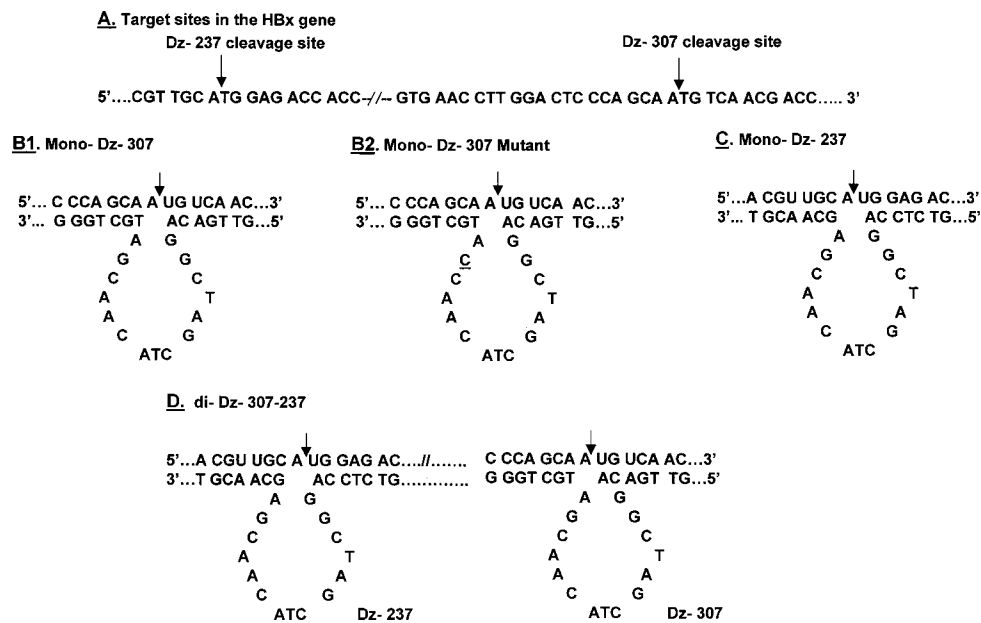 A. Target sites in the HBx gene
Dz- 237 cleavage site
Dz- 307 cleavage site
5'....CGT TGC ATG GAG ACC ACC--//-- GTG AAC CTT GGA CTC CCA GCA ATG TCA ACG ACC..... 3'
B1. Mono- Dz- 307
5'... C CCA GCA A UG UCA AC...3'
3'... G GGT CGT AC AGT TG...5'
A G
G G
C C
A T
A A
C G
ATC
B2. Mono- Dz- 307 Mutant
5'... C CCA GCA A UG UCA AC...3'
3'... G GGT CGT AC AGT TG...5'
A G
C G
C C
A T
A A
C G
ATC
C. Mono- Dz- 237
5'...A CGU UGC A UG GAG AC...3'
3'... T GCA ACG AC CTC TG...5'
A G
G G
C C
A T
A A
C G
ATC
D. di- Dz- 307-237
5'...A CGU UGC A UG GAG AC....//.......
3'...T GCA ACG AC CTC TG.............
A G
G G
C C
A T
A A
C G
ATC
Dz- 237
C CCA GCA A UG UCA AC...3'
G GGT CGT AC AGT TG...5'
A G
G G
C C
A T
A A
C G
ATC
Dz- 307